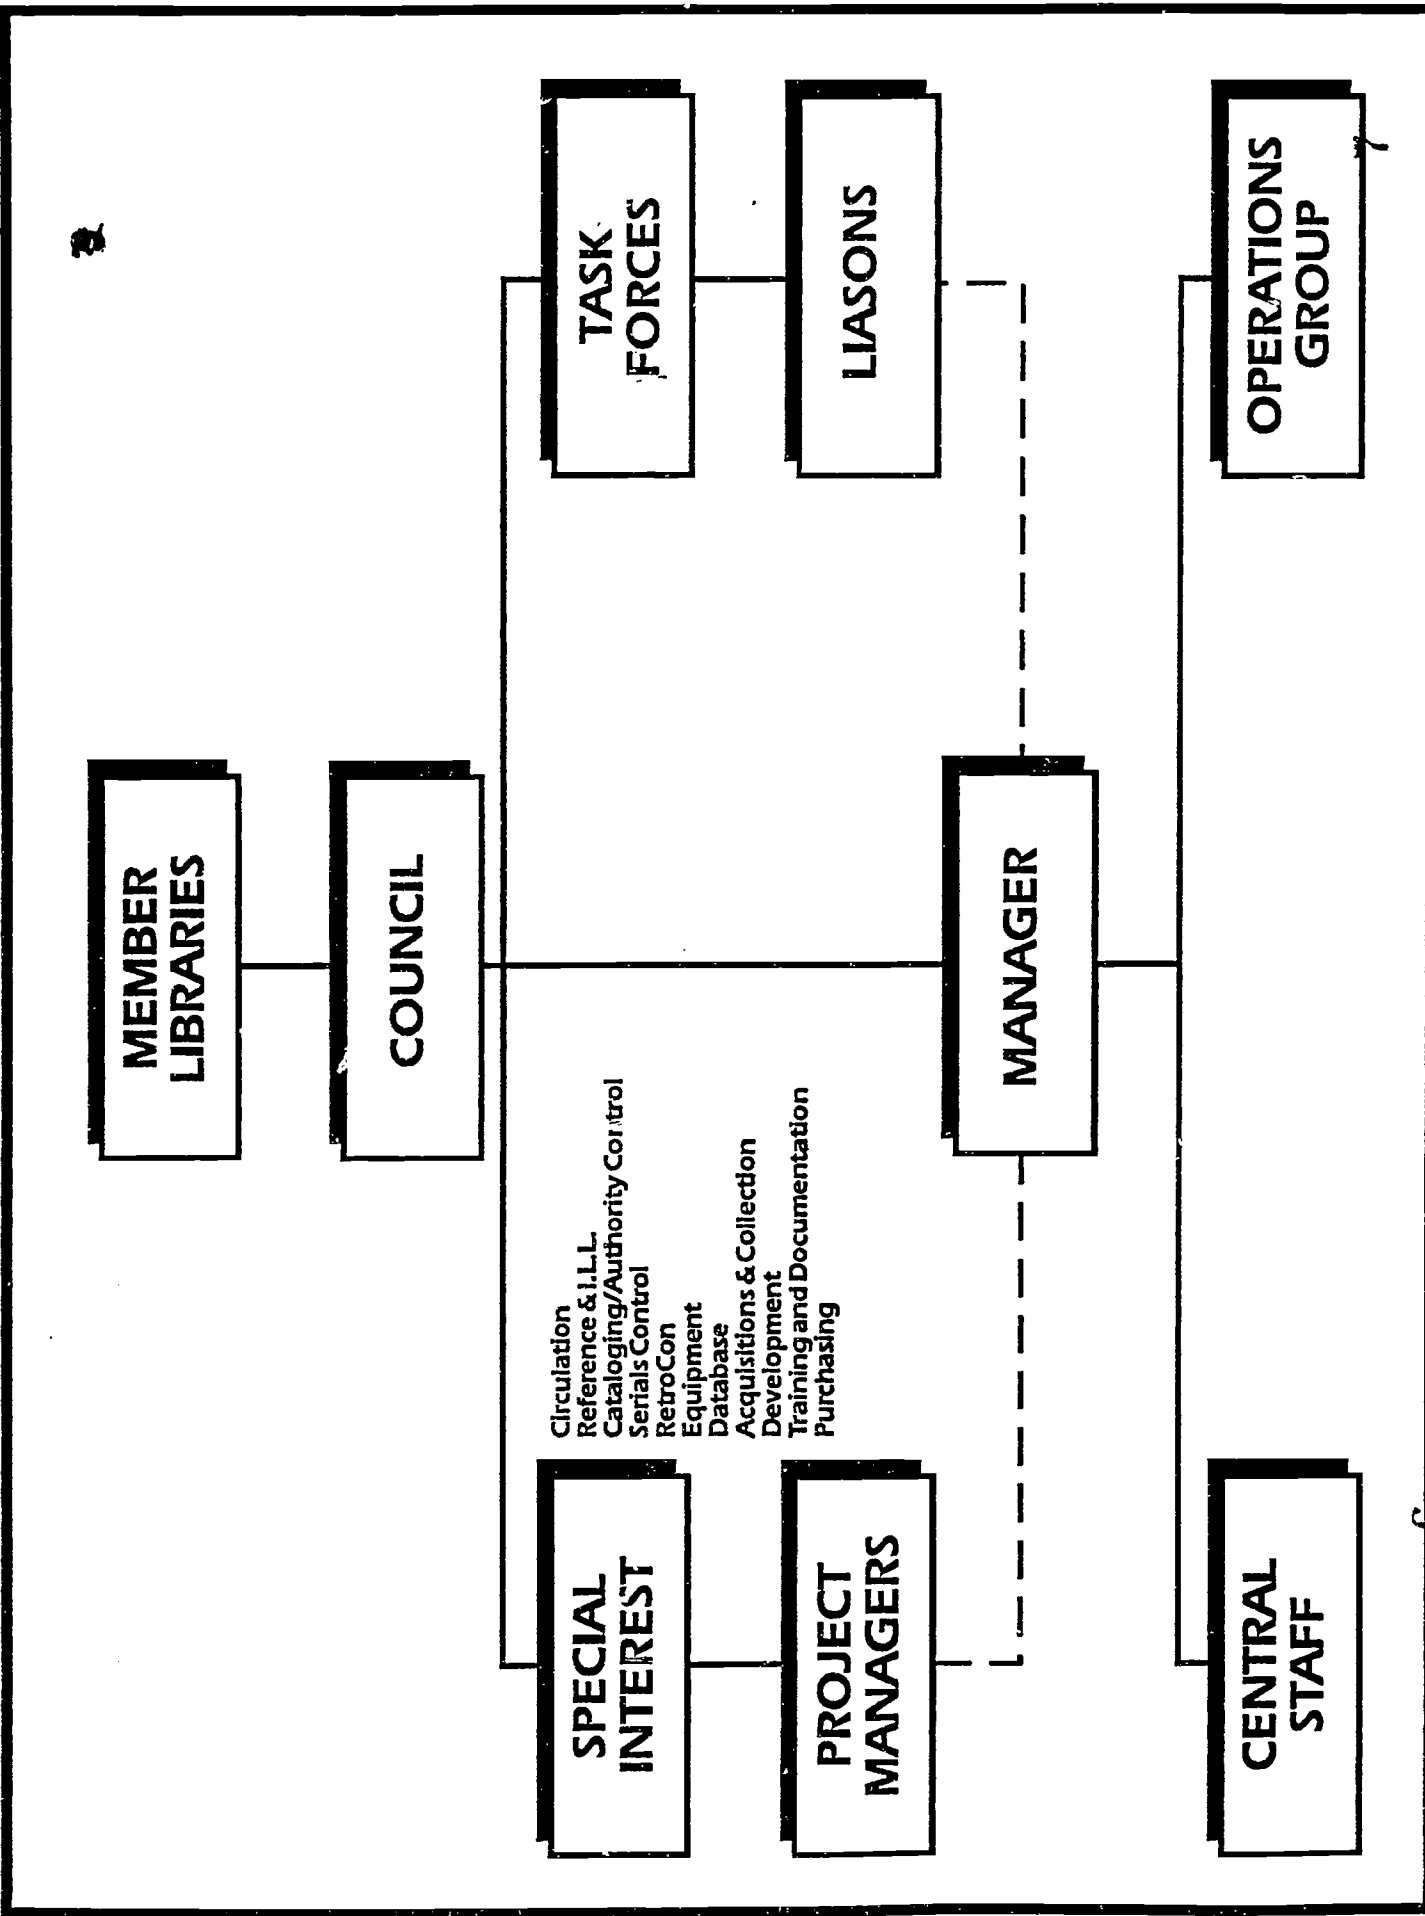 MEMBER
LIBRARIES
COUNCIL
SPECIAL
INTEREST
Circulation
Reference & I.L.L.
Cataloging/Authority Control
Serials Control
RetroCon
Equipment
Database
Acquisitions & Collection
Development
Training and Documentation
Purchasing
TASK
FORCES
PROJECT
MANAGERS
LIASONS
MANAGER
CENTRAL
STAFF
OPERATIONS
GROUP
7